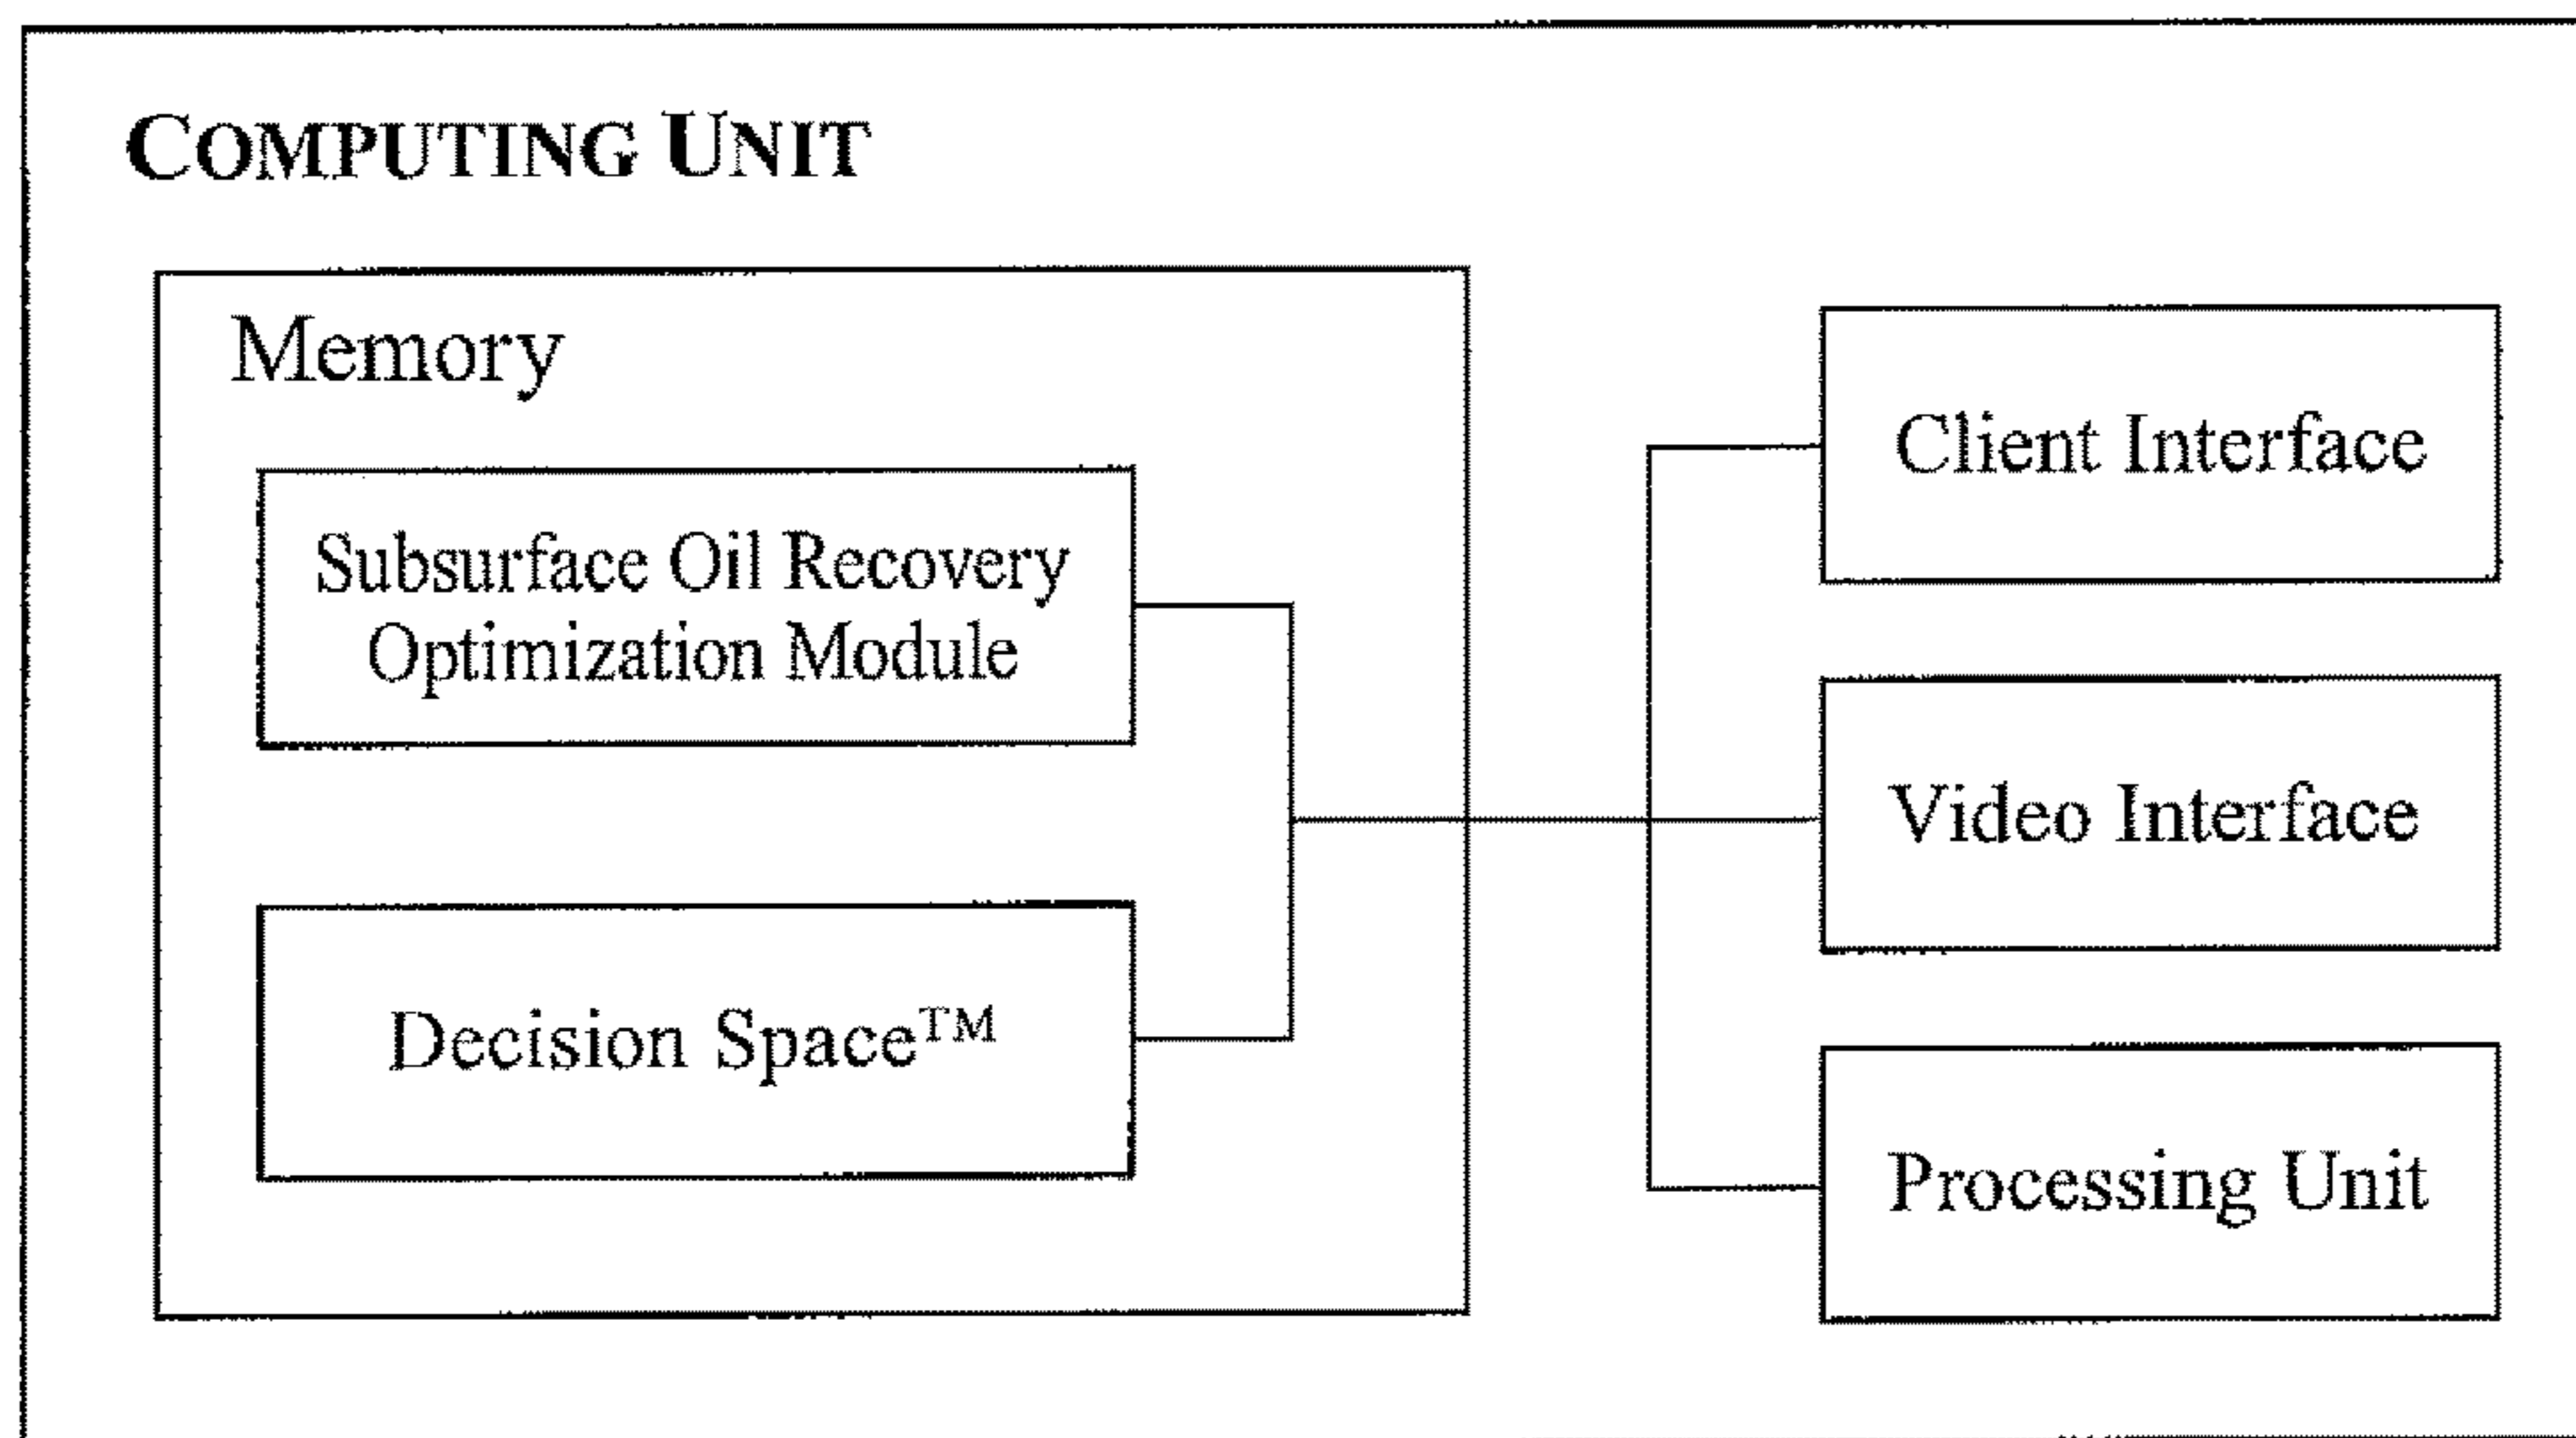 COMPUTING UNIT
Memory
Subsurface Oil Recovery
Optimization Module
Decision Space™
Client Interface
Video Interface
Processing Unit